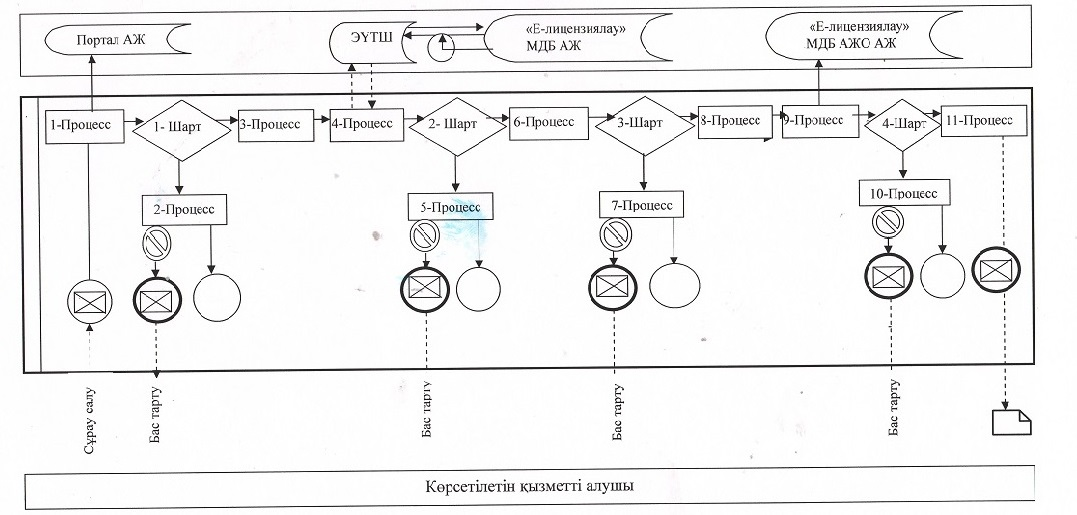 Портал АЖ
ЭҮТШ
«Е-лицензиялау»
МДБ АЖ
«Е-лицензиялау»
МДБ АЖО АЖ
1-Процесс
1- Шарт
3-Процесс
4-Процесс
2- Шарт
6-Процесс
3-Шарт
8-Процесс
9-Процесс
4-Шарт
11-Процесс
2-Процесс
5-Процесс
7-Процесс
10-Процесс
Сұрау салу
Бас тарту
Бас тарту
Бас тарту
Бас тарту
Көрсетілетін қызметті алушы